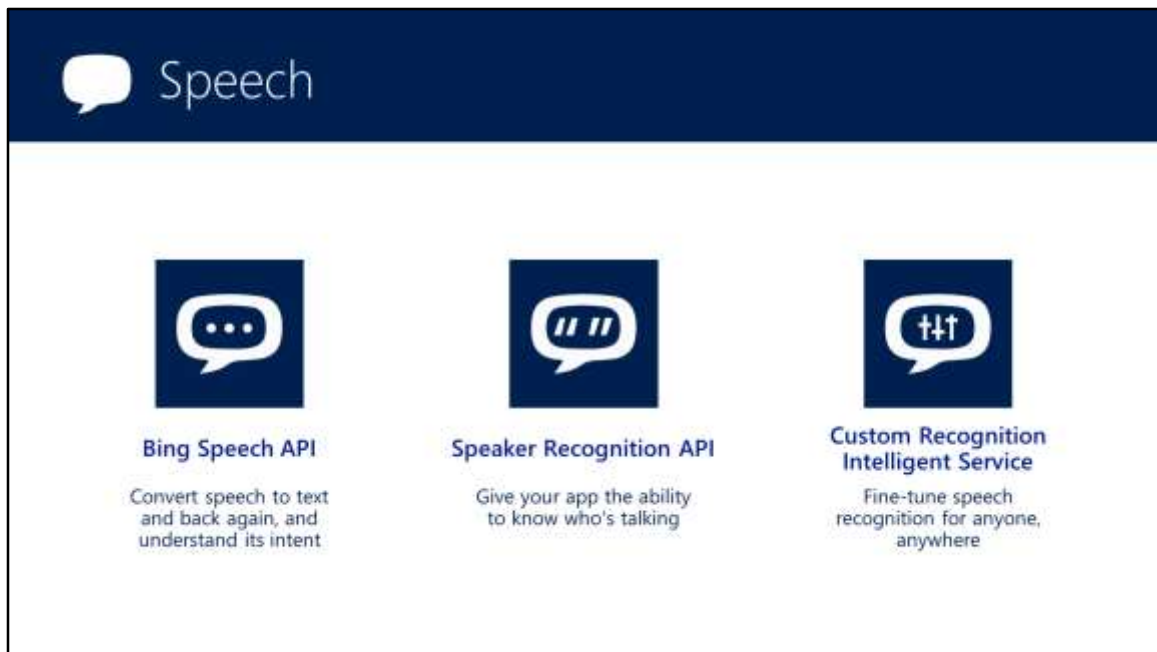 Speech
Bing Speech API
Convert speech to text
and back again, and
understand its intent
Speaker Recognition API
Give your app the ability
to know who's talking
Custom Recognition
Intelligent Service
Fine-tune speech
recognition for anyone,
anywhere